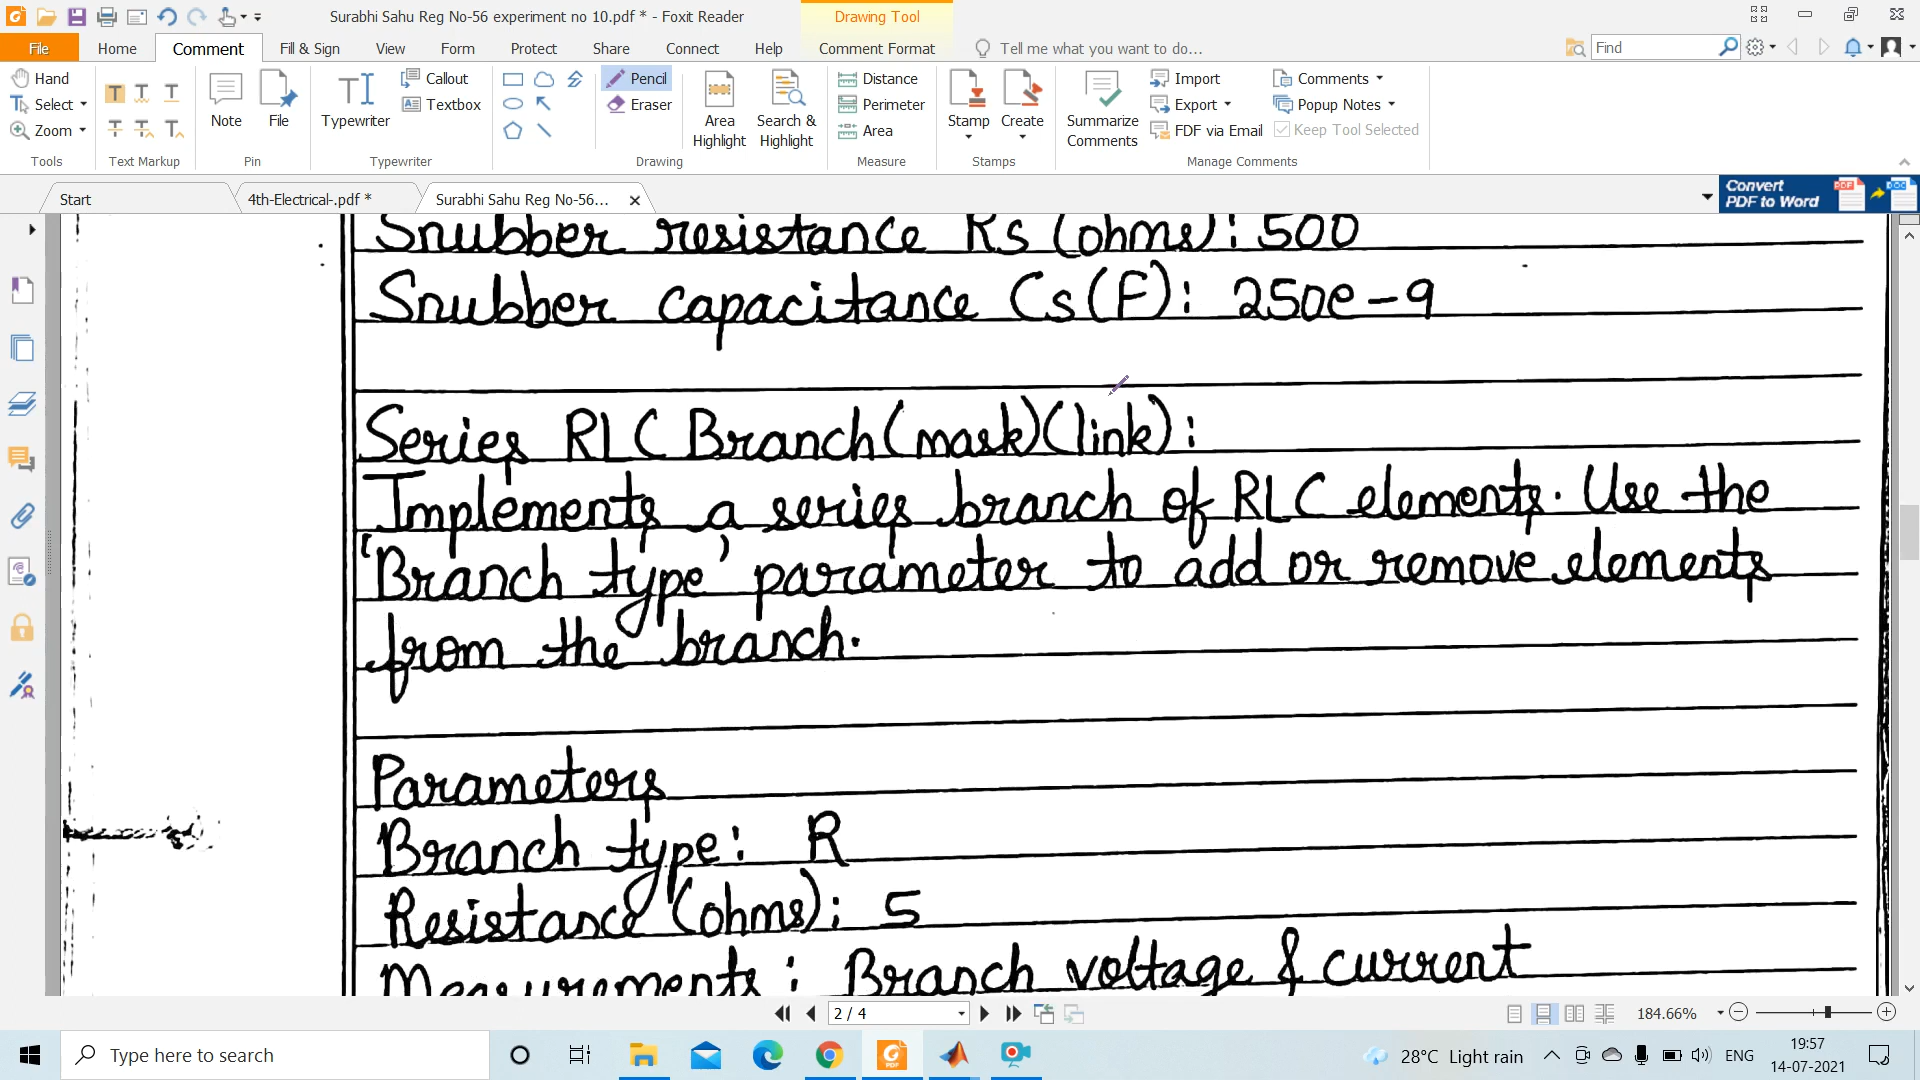 Surabhi Sahu Reg No-56 experiment no 10.pdf * - Foxit Reader
Drawing Tool
File Home Comment Fill & Sign View Form Protect Share Connect Help Comment Format Tell me what you want to do... Find
Hand
Select
Zoom
Tools
T T T
T T T
Text Markup
Note
File
Pin
Typewriter
Callout
Textbox
Typewriter
Pencil
Eraser
Area Highlight
Search & Highlight
Drawing
Distance
Perimeter
Area
Measure
Stamp
Create
Stamps
Summarize Comments
Import
Export
FDF via Email
Comments
Popup Notes
Keep Tool Selected
Manage Comments
Start
4th-Electrical-.pdf *
Surabhi Sahu Reg No-56...
Convert
PDF to Word
PDF
DOC
Snubber resistance Rs (ohms): 500
Snubber capacitance Cs(F): 250e-9
Series RLC Branch(mask)(link):
Implements a series branch of RLC elements. Use the
'Branch type' parameter to add or remove elements
from the branch.
Parameters
Branch type: R
Resistance (ohms): 5
Measurements: Branch voltage & current
2 / 4
184.66%
Type here to search
PDF
28°C Light rain
ENG
19:57
14-07-2021